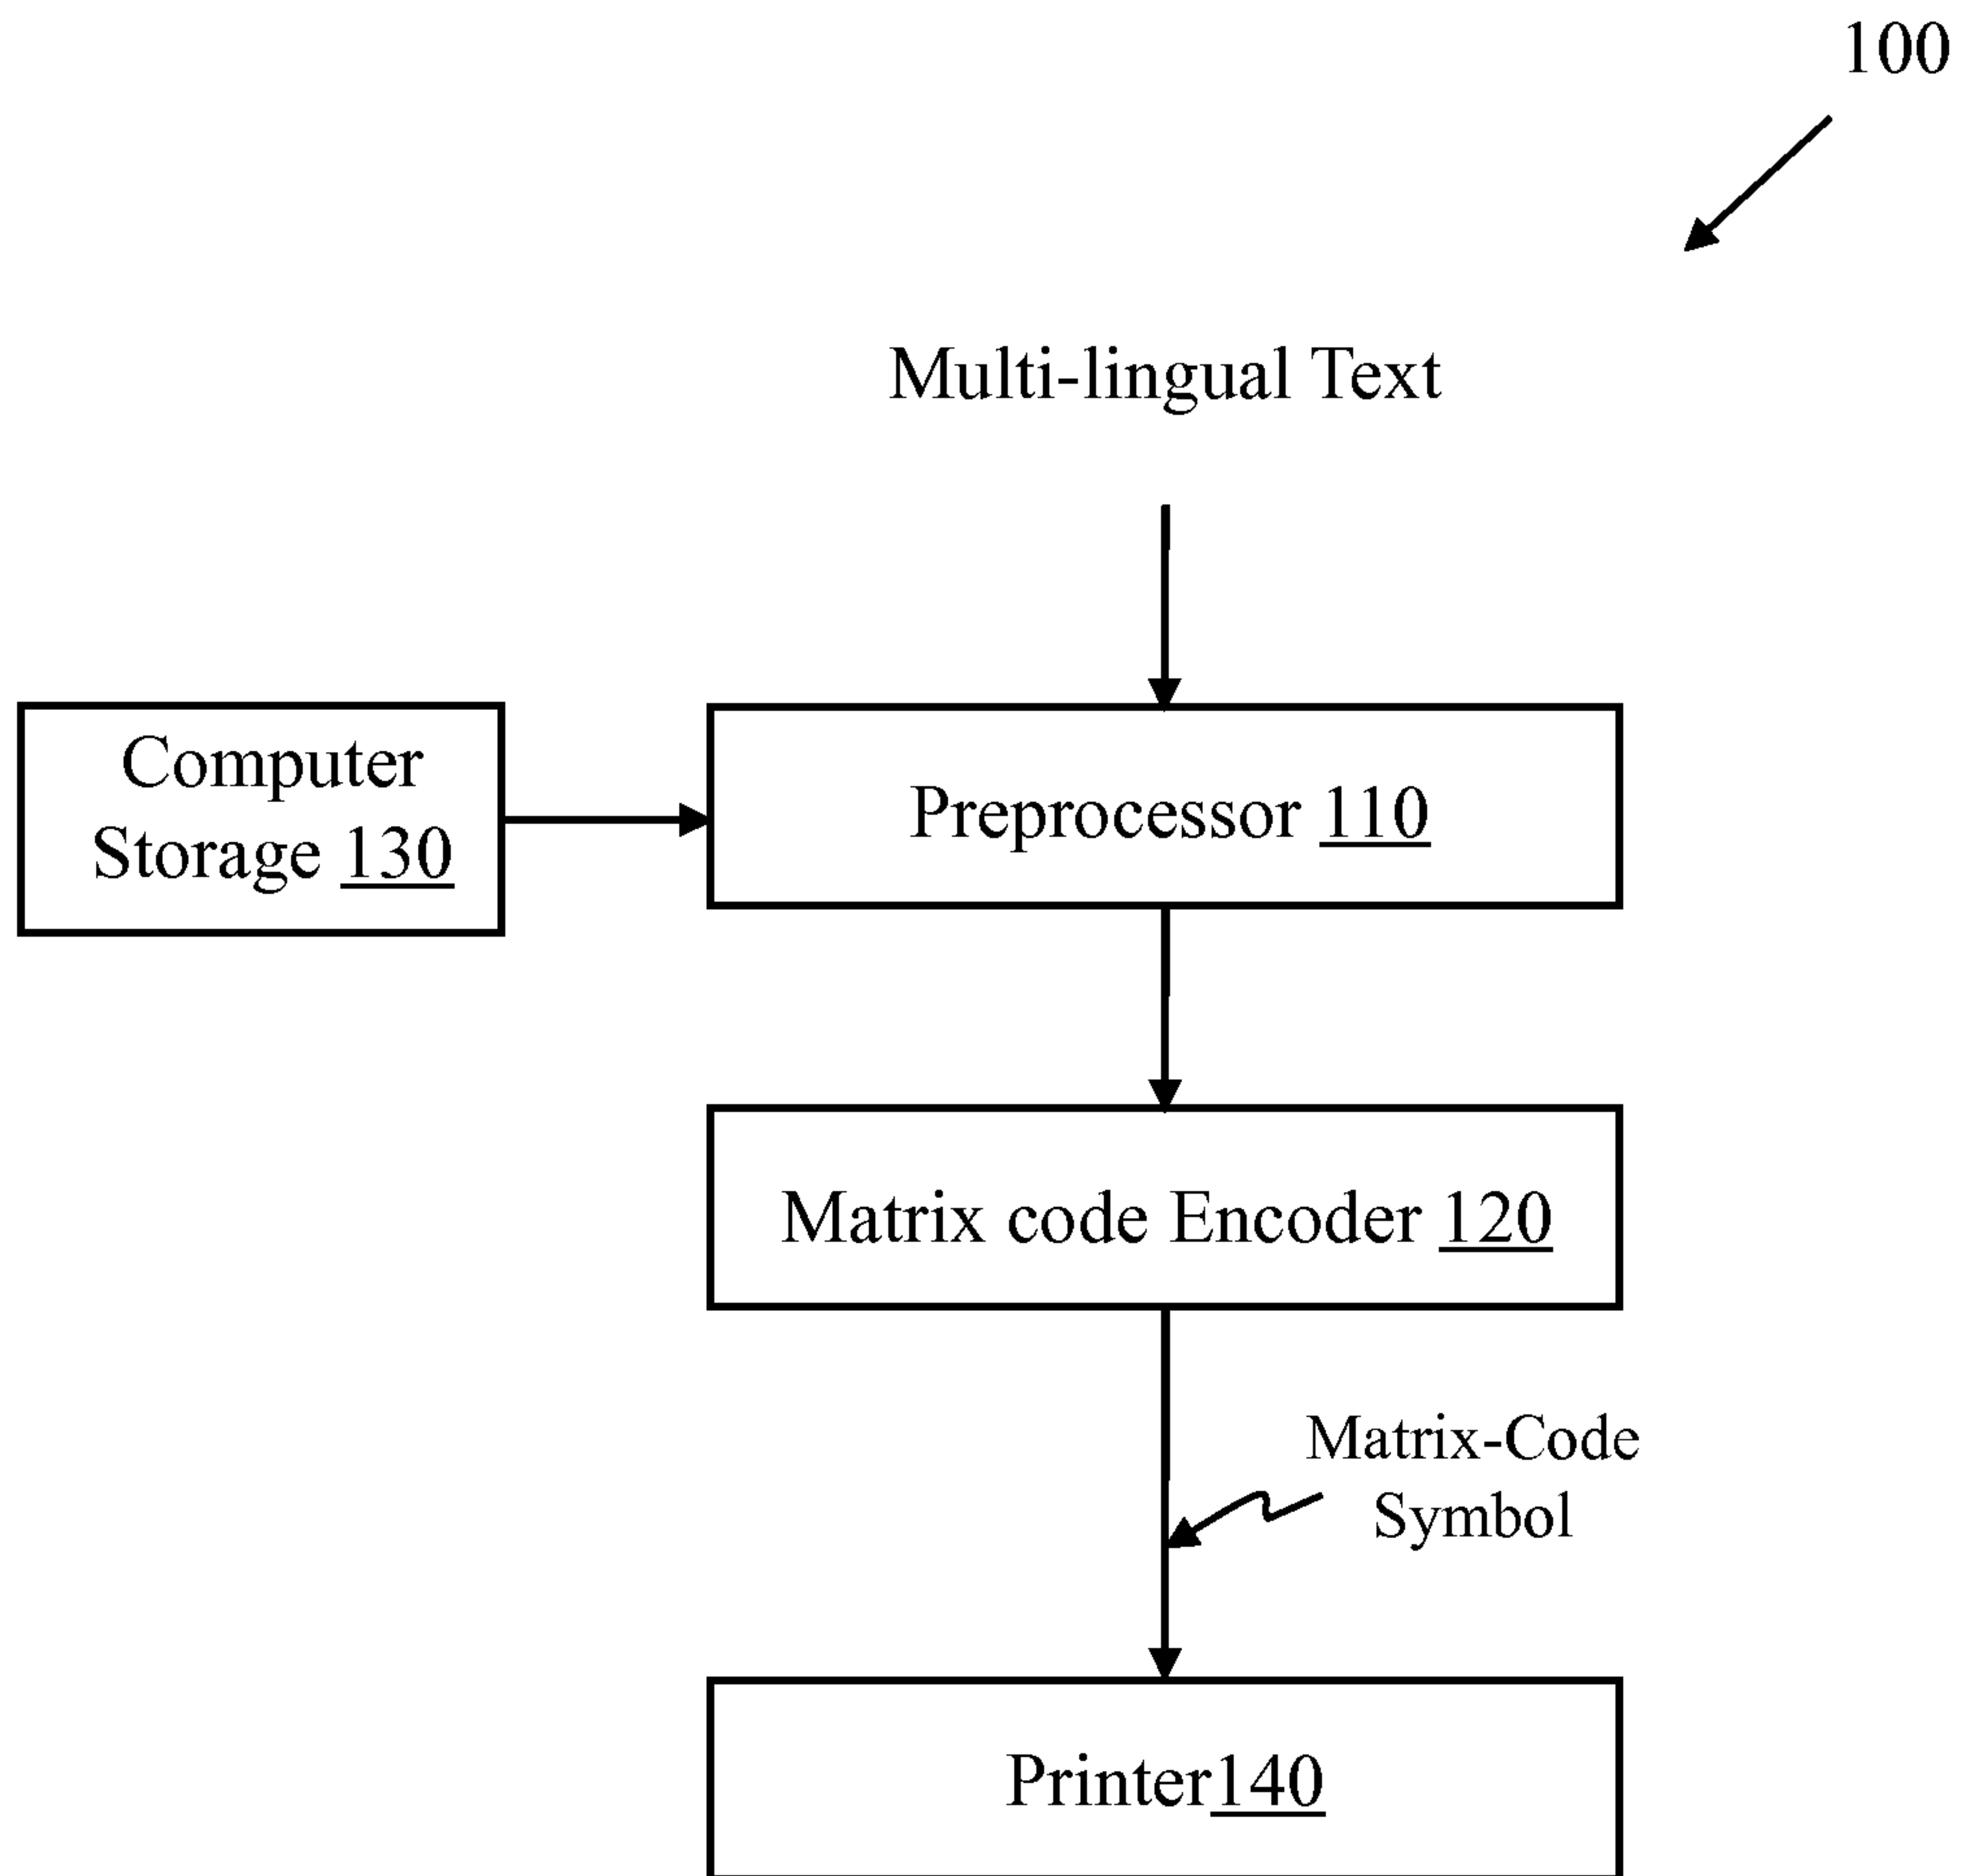 100
Multi-lingual Text
Computer
Storage 130
Preprocessor 110
Matrix code Encoder 120
Matrix-Code
Symbol
Printer140